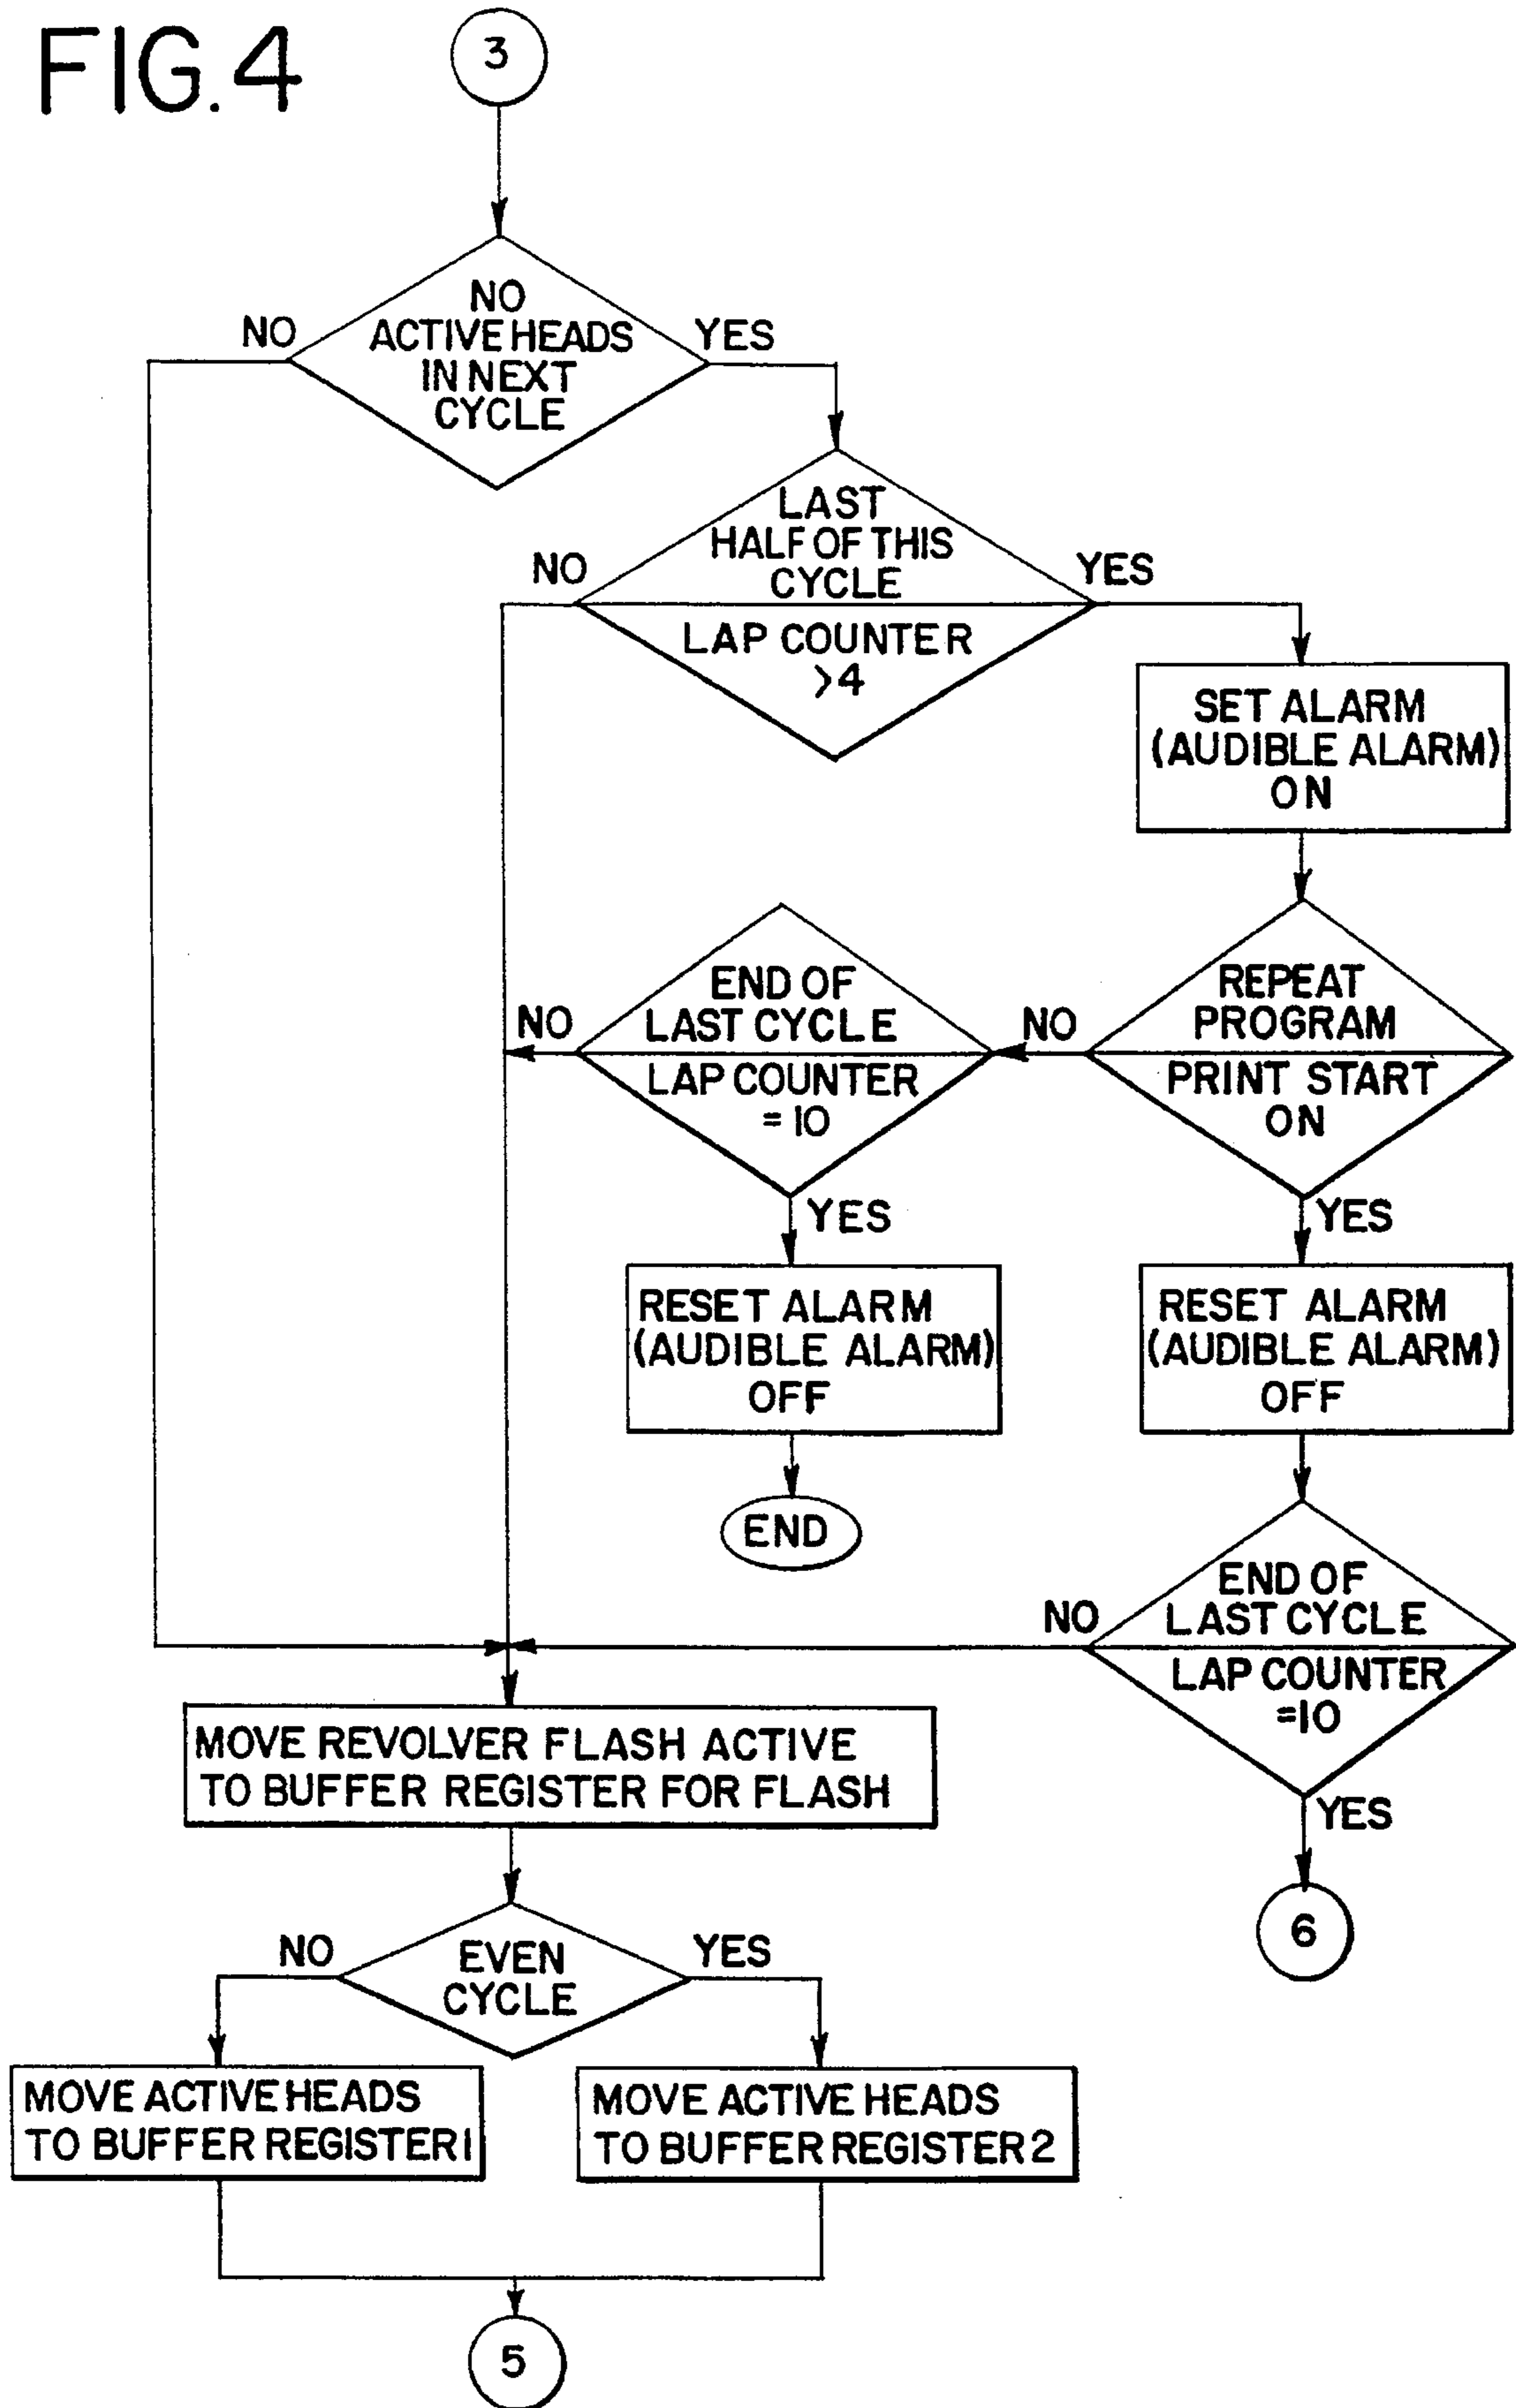 FIG. 4
3
NO
ACTIVE HEADS
IN NEXT
CYCLE
NO
YES
LAST
HALF OF THIS
CYCLE
LAP COUNTER
>4
NO
YES
SET ALARM
(AUDIBLE ALARM)
ON
REPEAT
PROGRAM
PRINT START
ON
NO
YES
END OF
LAST CYCLE
LAP COUNTER
= 10
NO
YES
RESET ALARM
(AUDIBLE ALARM)
OFF
END
RESET ALARM
(AUDIBLE ALARM)
OFF
END OF
LAST CYCLE
LAP COUNTER
=10
NO
YES
6
MOVE REVOLVER FLASH ACTIVE
TO BUFFER REGISTER FOR FLASH
EVEN
CYCLE
NO
YES
MOVE ACTIVE HEADS
TO BUFFER REGISTER 1
MOVE ACTIVE HEADS
TO BUFFER REGISTER 2
5